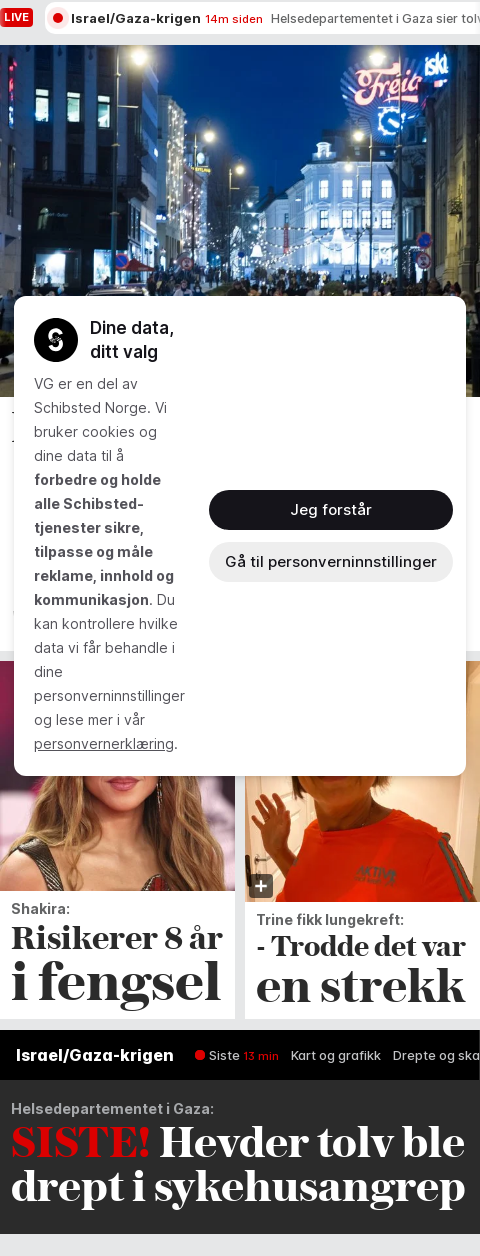 LIVE
Israel/Gaza-krigen 14m siden Helsedepartementet i Gaza sier tolv
Freia
Dine data,
ditt valg
VG er en del av
Schibsted Norge. Vi
bruker cookies og
dine data til å
forbedre og holde
alle Schibsted-
tjenester sikre,
tilpasse og måle
reklame, innhold og
kommunikasjon. Du
kan kontrollere hvilke
data vi får behandle i
dine
personverninnstillinger
og lese mer i vår
personvernerklæring.
Jeg forstår
Gå til personverninnstillinger
Shakira:
Risikerer 8 år
i fengsel
Trine fikk lungekreft:
- Trodde det var
en strekk
Israel/Gaza-krigen Siste 13 min Kart og grafikk Drepte og ska
Helsedepartementet i Gaza:
SISTE! Hevder tolv ble
drept i sykehusangrep